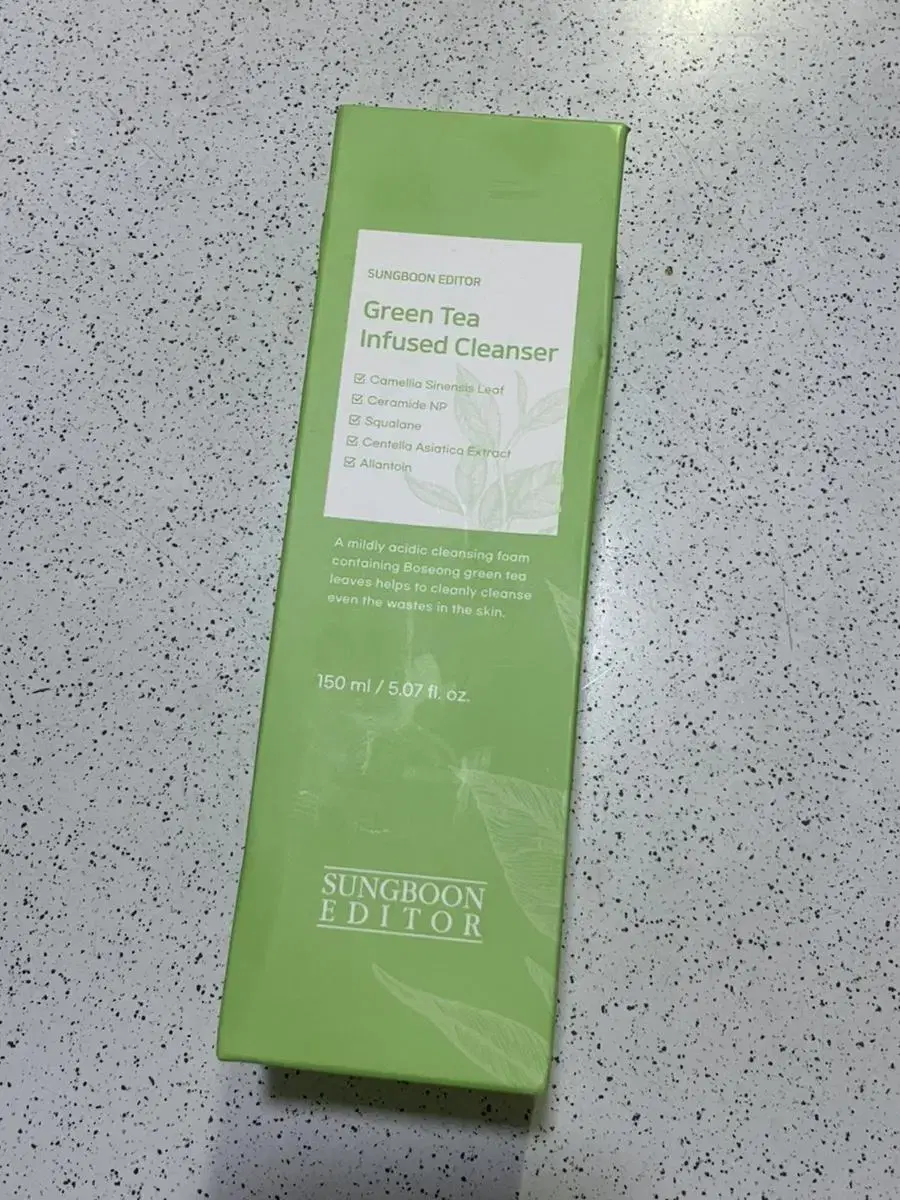 SUNGBOON EDITOR
Green Tea
Infused Cleanser
Camellia Sinensis Leaf
Ceramide NP
Squalane
Centella Asiatica Extract
Allantoin
A mildly acidic cleansing foam
containing Boseong green tea
leaves helps to cleanly cleanse
even the wastes in the skin.
150 ml / 5.07 fl. oz.
SUNGBOON
EDITOR